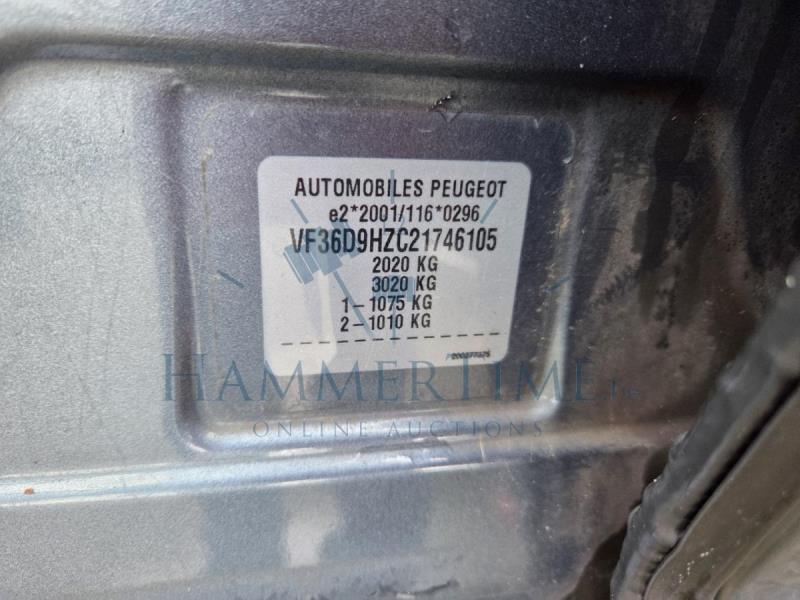 AUTOMOBILES PEUGEOT
e2*2001/116*0296
VF36D9HZC21746105
2020 KG
3020 KG
1-1075 KG
2-1010 KG
HAMMERTIME
ONLINE AUCTIONS